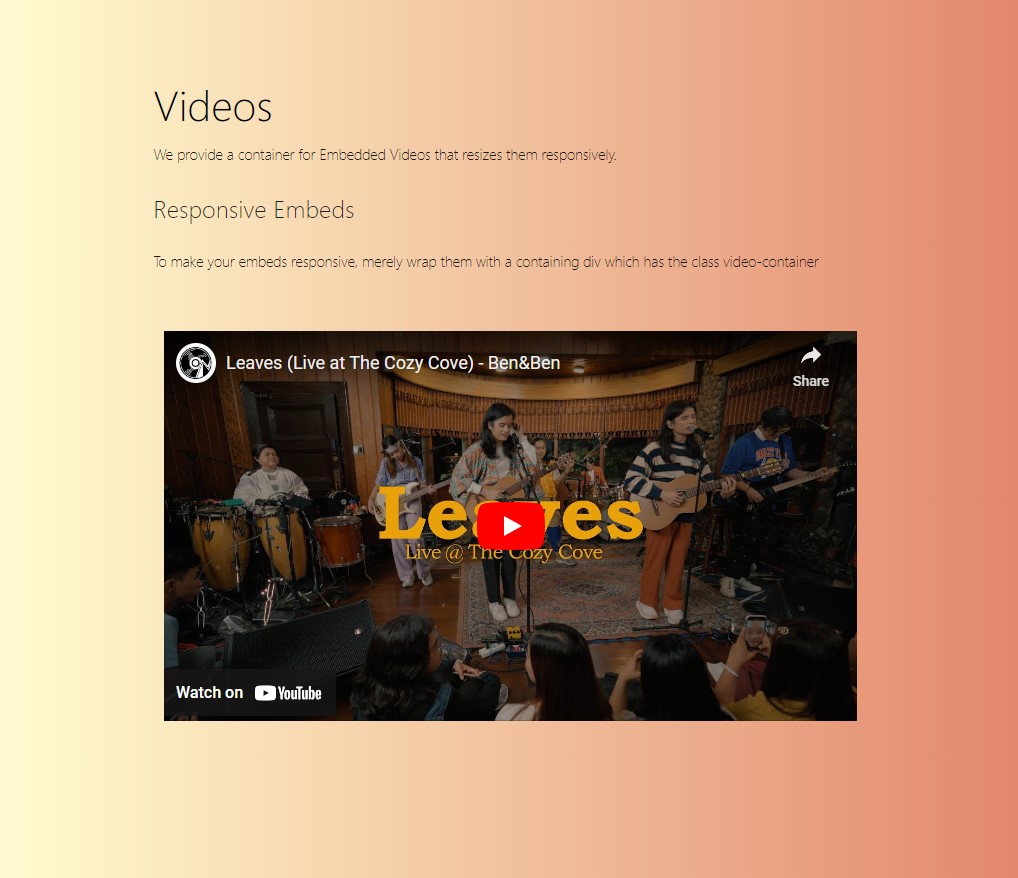 Videos
We provide a container for Embedded Videos that resizes them responsively.
Responsive Embeds
To make your embeds responsive, merely wrap them with a containing div which has the class video-container
Leaves (Live at The Cozy Cove) - Ben&Ben
Share
Leaves
Live @ The Cozy Cove
Watch on YouTube